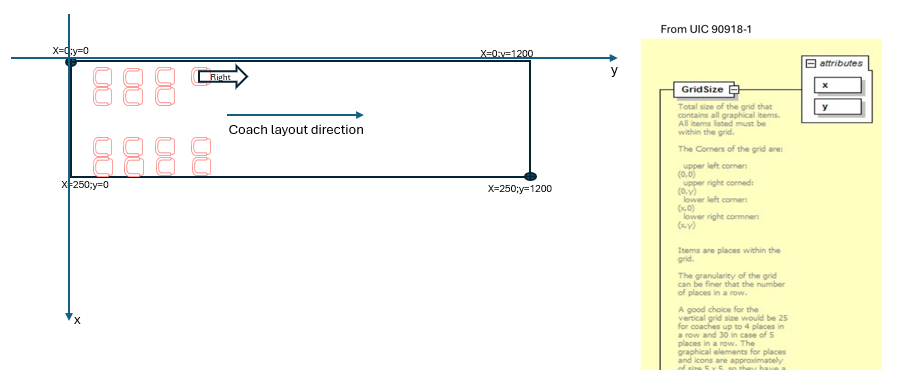 From UIC 90918-1
X=0;y=0
X=0;y=1200
y
Right
Coach layout direction
X=250;y=0
X=250;y=1200
x
GridSize
attributes
x
y
Total size of the grid that
contains all graphical items.
All items listed must be
within the grid.
The Corners of the grid are:
upper left corner:
(0,0)
upper right corned:
(0,y)
lower left corner:
(x,0)
lower right cormner:
(x,y)
Items are places within the
grid.
The granularity of the grid
can be finer that the number
of places in a row.
A good choice for the
vertical grid size would be 25
for coaches up to 4 places in
a row and 30 in case of 5
places in a row. The
graphical elements for places
and icons are approximately
of size 5 x 5, so they have a